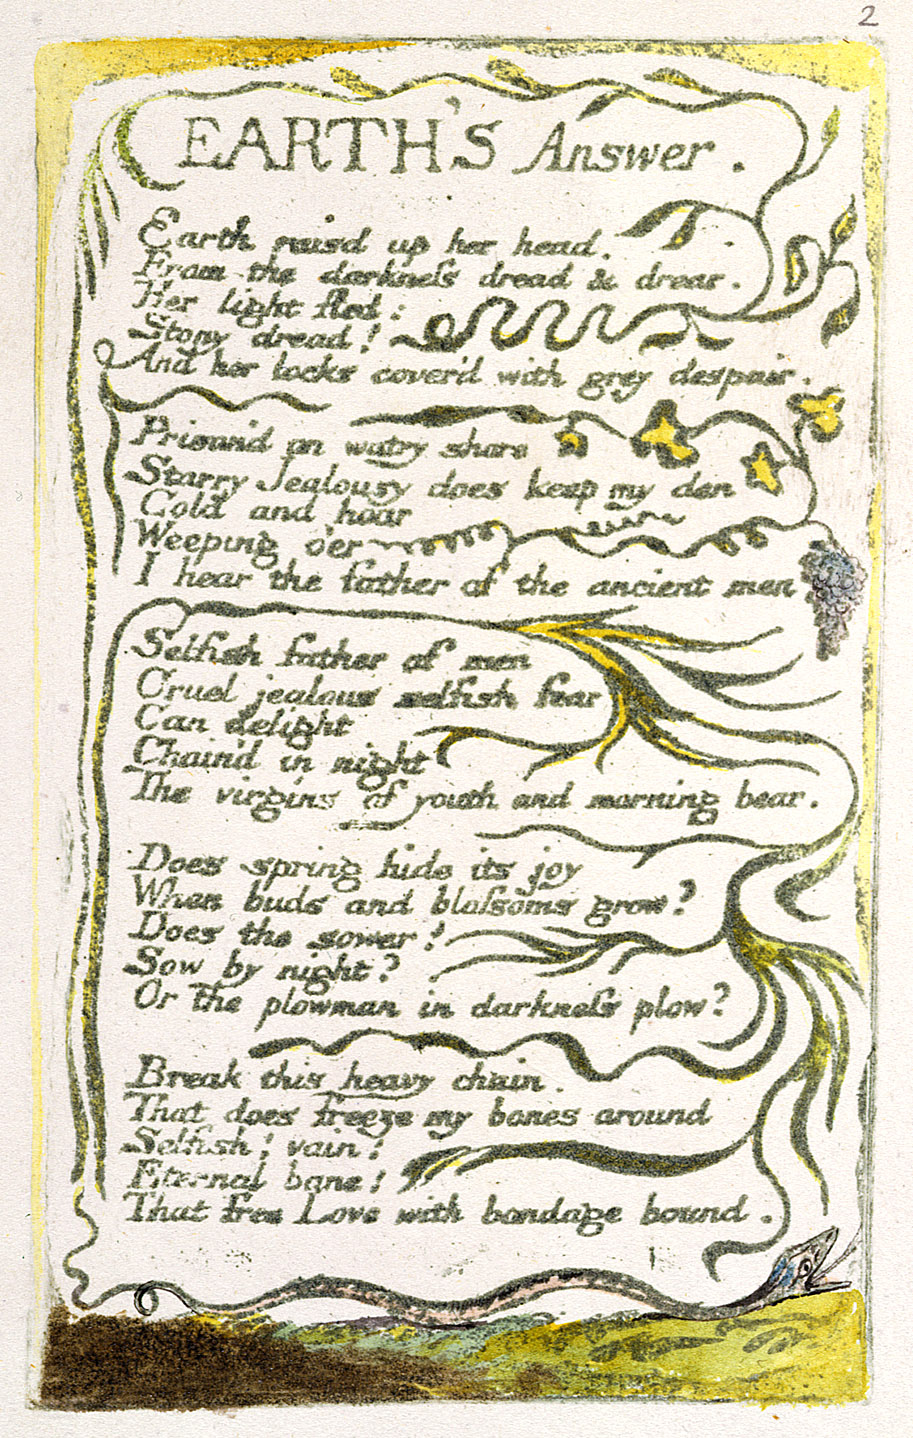 2
EARTH'S Answer.
Earth rais'd up her head.
From the darkneſs dread & drear.
Her light fled:
Stony dread!
And her locks cover'd with grey despair.
Prison'd on watry shore
Starry Jealousy does keep my den
Cold and hoar
Weeping o'er
I hear the father of the ancient men
Selfish father of men
Cruel jealous selfish fear
Can delight
Chain'd in night
The virgins of youth and morning bear.
Does spring hide its joy
When buds and bloſsoms grow?
Does the sower!
Sow by night?
Or the plowman in darkneſs plow?
Break this heavy chain.
That does freeze my bones around
Selfish! vain!
Eternal bane!
That free Love with bondage bound.